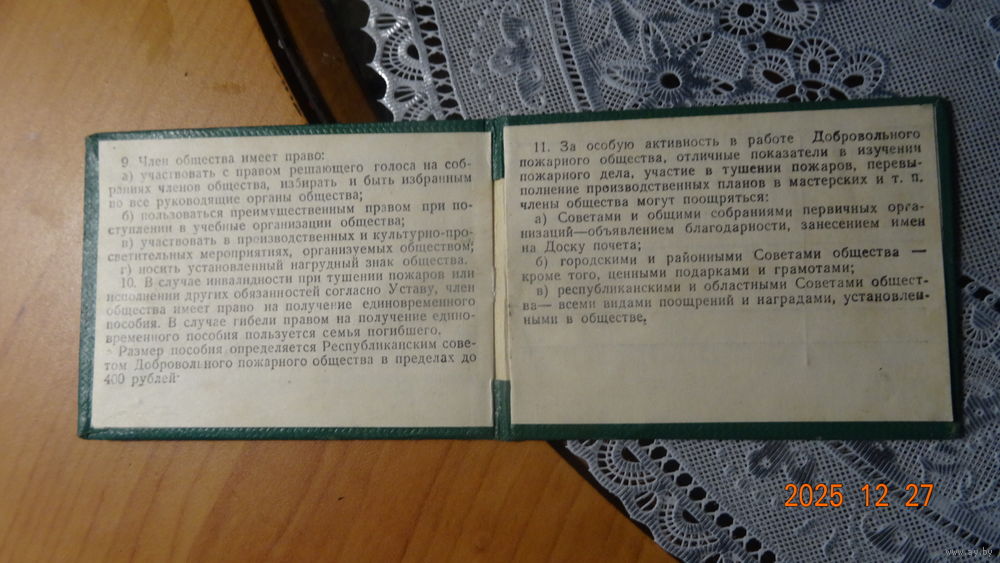 9. Член общества имеет право:
а) участвовать с правом решающего голоса на соб-
раниях членов общества, избирать и быть избранным
во все руководящие органы общества;
б) пользоваться преимущественным правом при по-
ступлении в учебные организации общества;
в) участвовать в производственных и культурно-про-
светительных мероприятиях, организуемых обществом;
г) носить установленный нагрудный знак общества.
10. В случае инвалидности при тушении пожаров или
исполнении других обязанностей согласно Уставу, член
общества имеет право на получение единовременного
пособия. В случае гибели правом на получение едино-
временного пособия пользуется семья погибшего.
Размер пособия определяется Республиканским сове-
том Добровольного пожарного общества в пределах до
400 рублей.
11. За особую активность в работе Добровольного
пожарного общества, отличные показатели в изучении
пожарного дела, участие в тушении пожаров, перевы-
полнение производственных планов в мастерских и т. п.
члены общества могут поощряться:
а) Советами и общими собраниями первичных орга-
низаций—объявлением благодарности, занесением имен
на Доску почета;
б) городскими и районными Советами общества —
кроме того, ценными подарками и грамотами;
в) республиканскими и областными Советами общест-
ва— всеми видами поощрений и наградами, установлен-
ными в обществе.
2025 12 27
www.ay.by